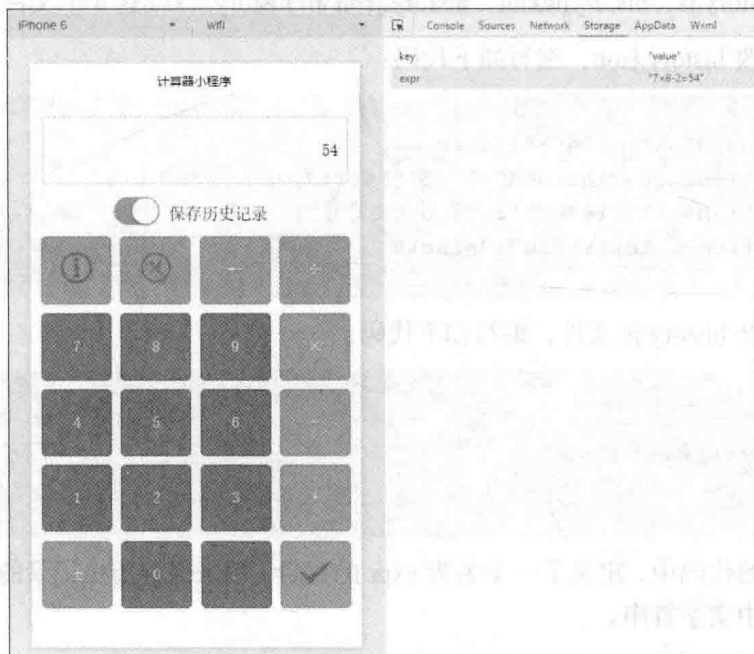 iPhone 6 wifi Console Sources Network Storage AppData Wxml
key "value"
expr "7×8-2=54"
计算器小程序
54
保存历史记录
← ÷
7 8 9 ×
4 5 6 -
1 2 3 +
± 0 .